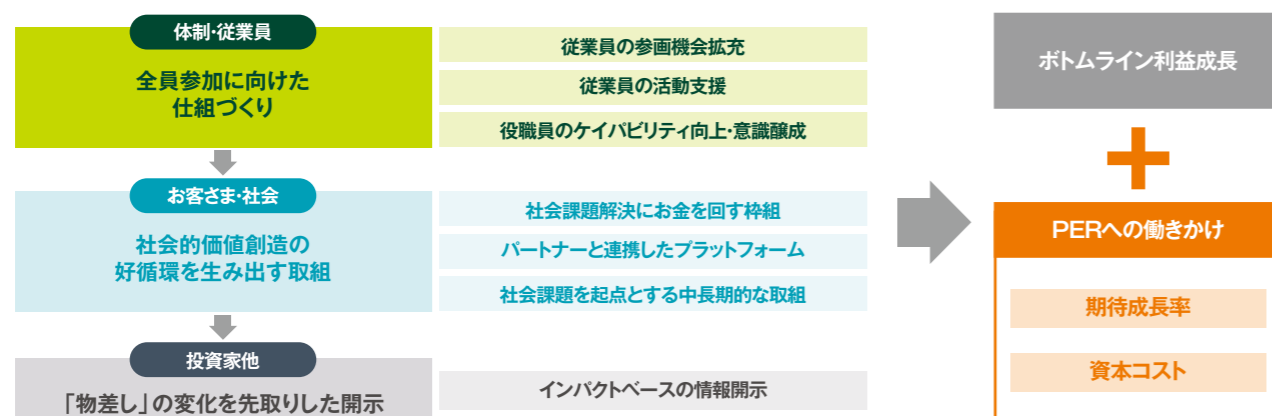 体制・従業員
全員参加に向けた
仕組づくり
従業員の参画機会拡充
従業員の活動支援
役職員のケイパビリティ向上・意識醸成
お客さま・社会
社会的価値創造の
好循環を生み出す取組
社会課題解決にお金を回す枠組
パートナーと連携したプラットフォーム
社会課題を起点とする中長期的な取組
投資家他
「物差し」の変化を先取りした開示
インパクトベースの情報開示
ボトムライン利益成長
+
PERへの働きかけ
期待成長率
資本コスト